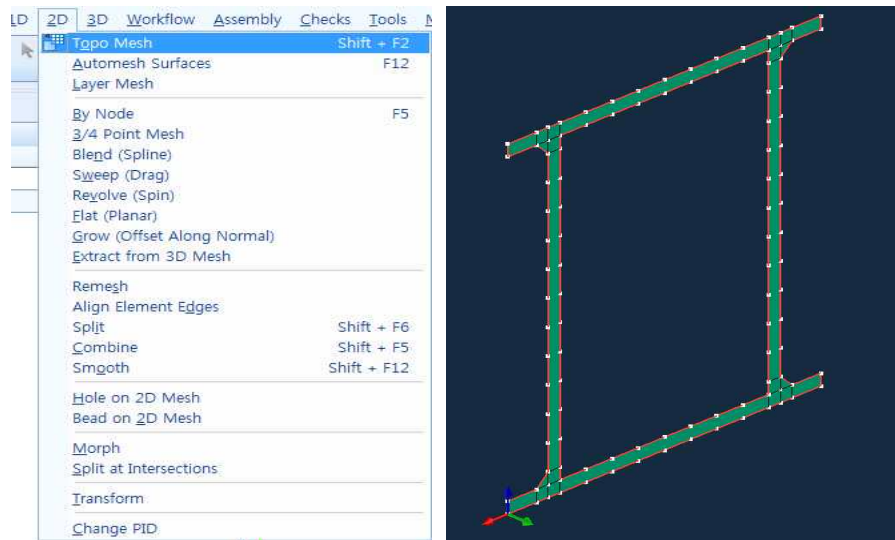 LD 2D 3D Workflow Assembly Checks Tools
Topo Mesh Shift + F2
Automesh Surfaces F12
Layer Mesh
By Node F5
3/4 Point Mesh
Blend (Spline)
Sweep (Drag)
Revolve (Spin)
Flat (Planar)
Grow (Offset Along Normal)
Extract from 3D Mesh
Remesh
Align Element Edges
Split Shift + F6
Combine Shift + F5
Smooth Shift + F12
Hole on 2D Mesh
Bead on 2D Mesh
Morph
Split at Intersections
Transform
Change PID